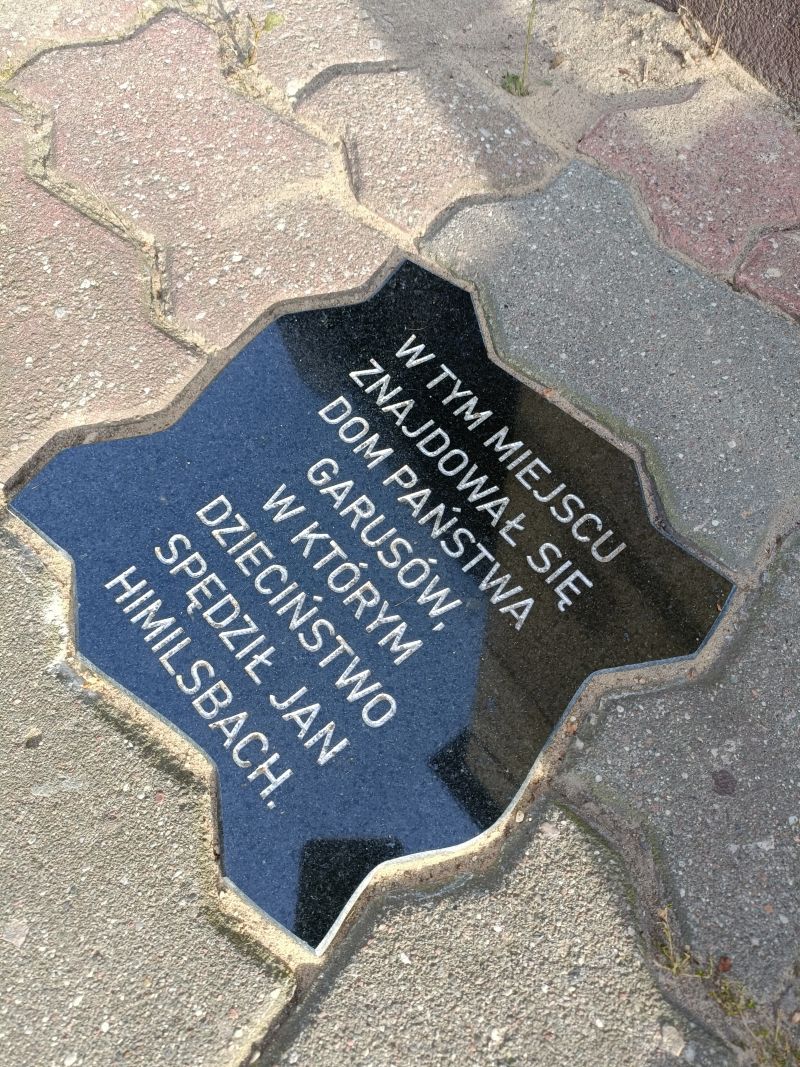 W TYM MIEJSCU
ZNAJDOWAŁ SIĘ
DOM PAŃSTWA
GARUSÓW,
W KTÓRYM
DZIECIŃSTWO
SPĘDZIŁ JAN
HIMILSBACH.